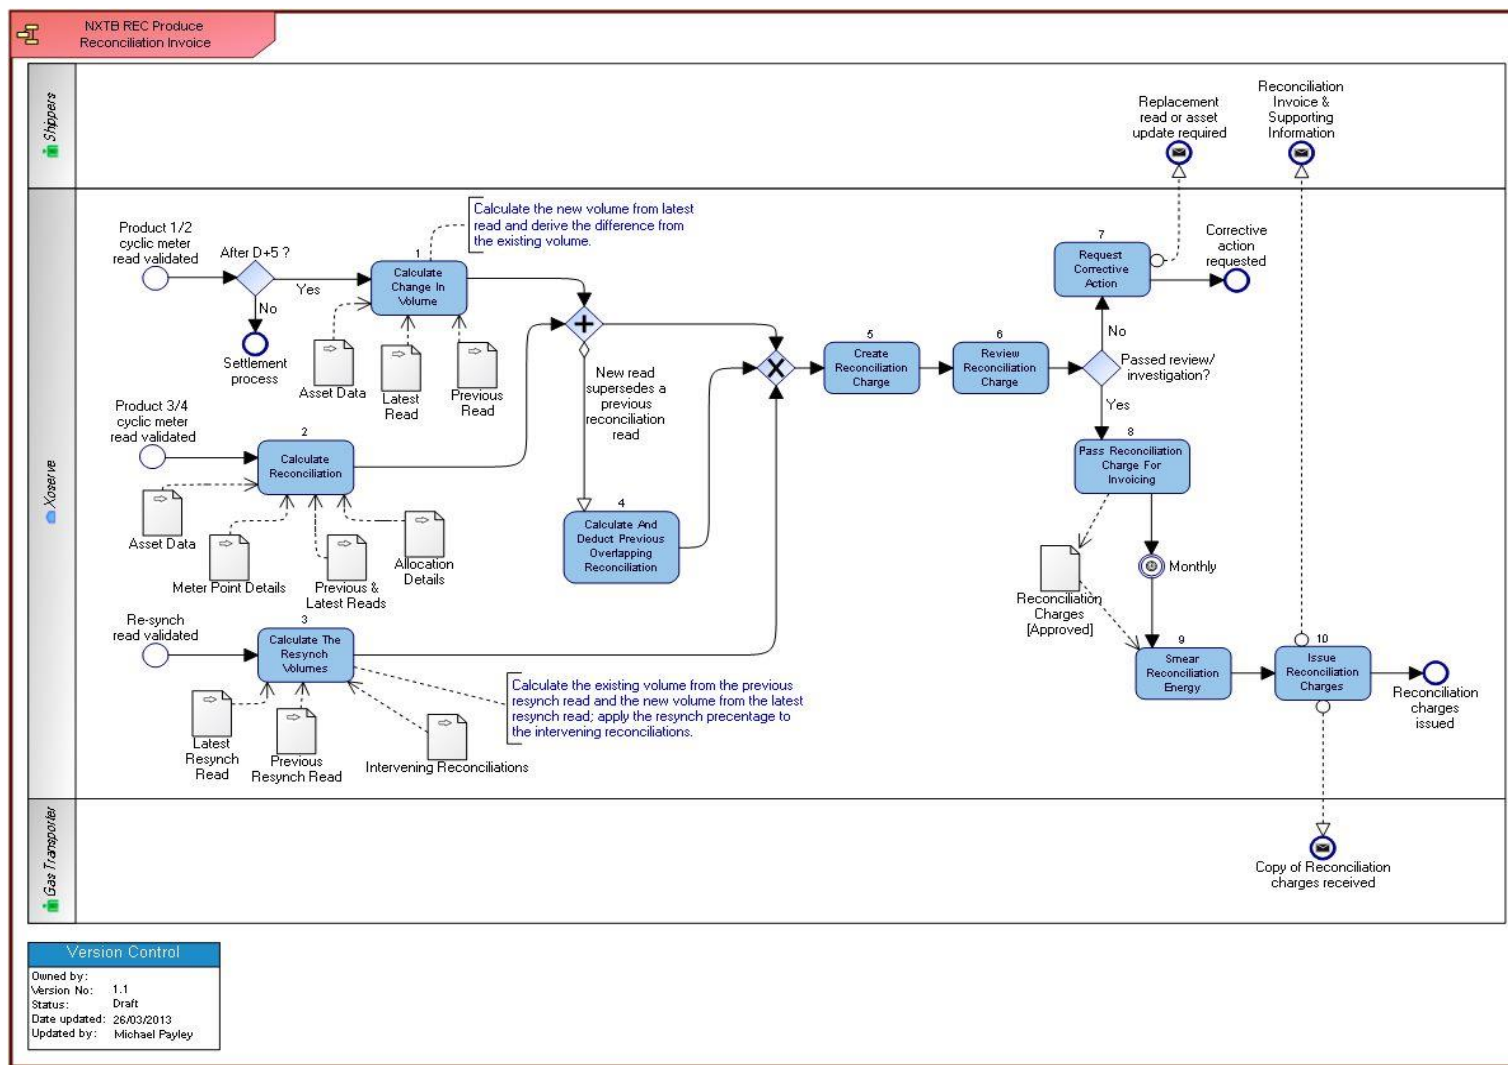 NXTB REC Produce
Reconciliation Invoice
Shippers
Replacement
read or asset
update required
Reconciliation
Invoice &
Supporting
Information
Xoserve
Product 1/2
cyclic meter
read validated
After D+5 ?
Yes
No
Settlement
process
1
Calculate
Change In
Volume
Calculate the new volume from latest
read and derive the difference from
the existing volume.
Asset Data
Latest
Read
Previous
Read
Product 3/4
cyclic meter
read validated
2
Calculate
Reconciliation
Asset Data
Meter Point Details
Previous &
Latest Reads
Allocation
Details
New read
supersedes a
previous
reconciliation
read
4
Calculate And
Deduct Previous
Overlapping
Reconciliation
Re-synch
read validated
3
Calculate The
Resynch
Volumes
Calculate the existing volume from the previous
resynch read and the new volume from the latest
resynch read; apply the resynch precentage to
the intervening reconciliations.
Latest
Resynch
Read
Previous
Resynch Read
Intervening Reconciliations
5
Create
Reconciliation
Charge
6
Review
Reconciliation
Charge
Passed review/
investigation?
No
Yes
7
Request
Corrective
Action
Corrective
action
requested
8
Pass Reconciliation
Charge For
Invoicing
Monthly
Reconciliation
Charges
[Approved]
9
Smear
Reconciliation
Energy
10
Issue
Reconciliation
Charges
Reconciliation
charges
issued
Gas Transporter
Copy of Reconciliation
charges received
Version Control
Owned by:
Version No: 1.1
Status: Draft
Date updated: 26/03/2013
Updated by: Michael Payley